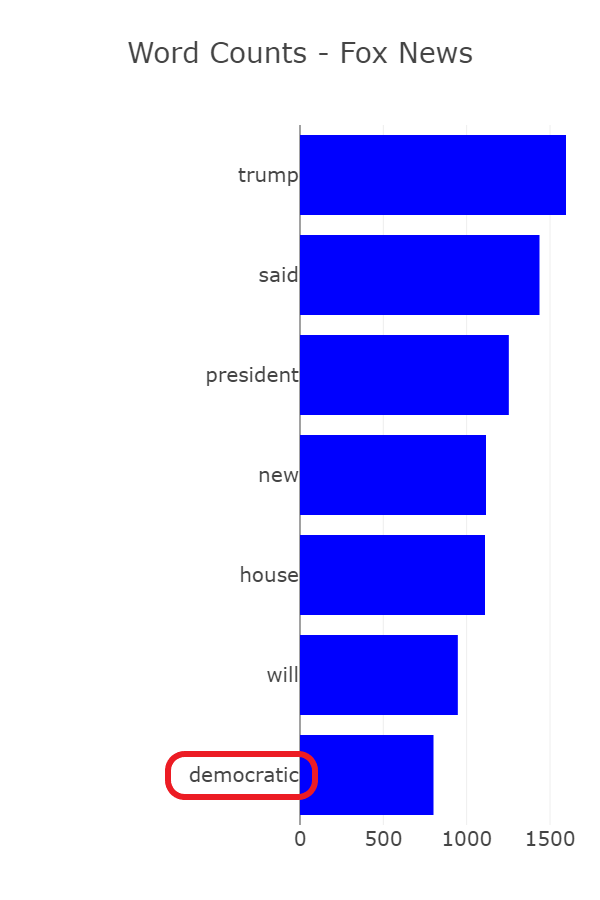 Word Counts - Fox News
trump
said
president
new
house
will
democratic
0 500 1000 1500